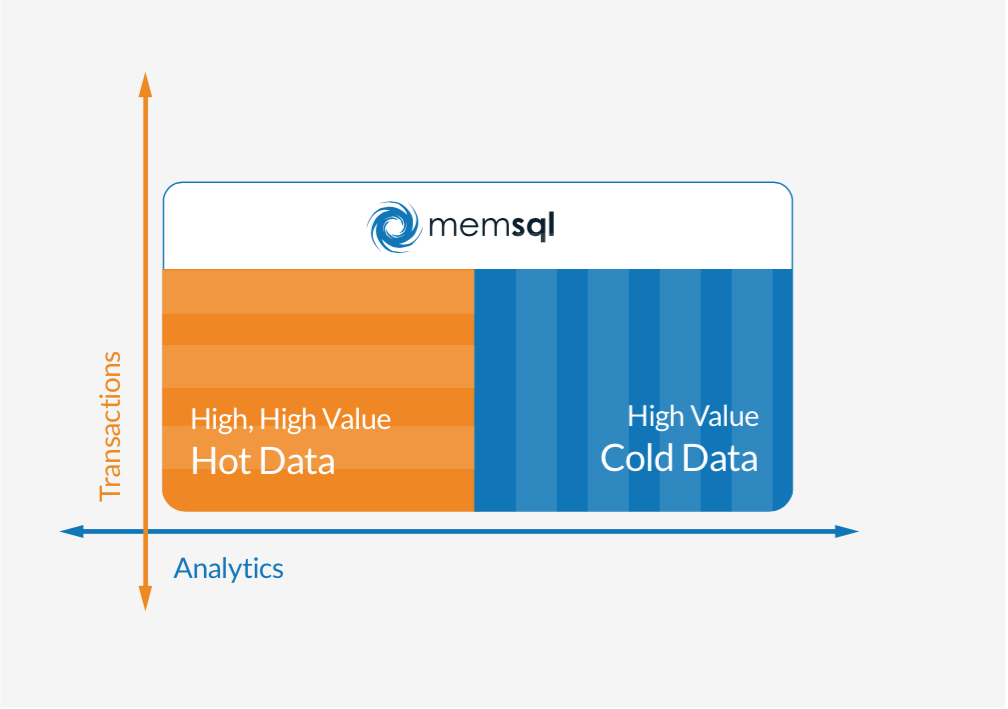 memsql
Transactions
High, High Value
Hot Data
High Value
Cold Data
Analytics